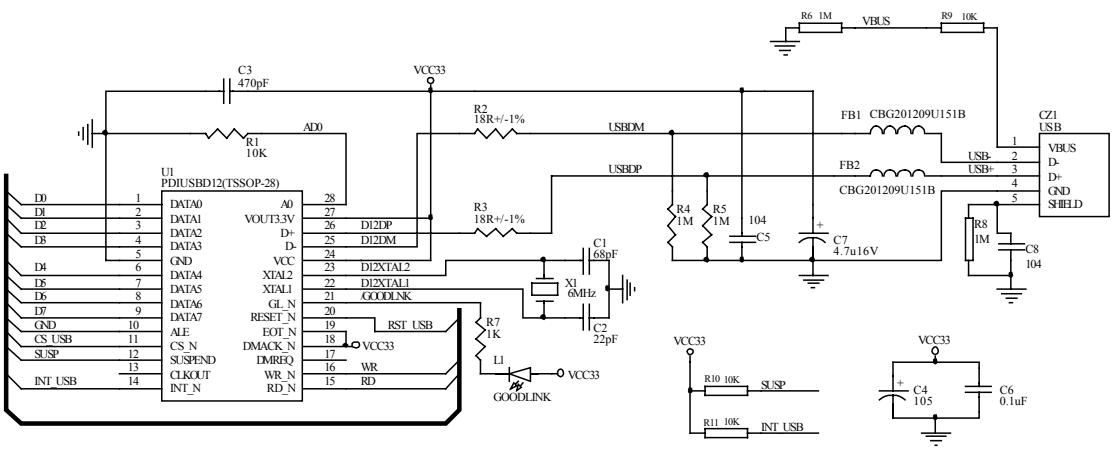 R6 1M
VBUS
R9 10K
C3
470pF
VCC33
R1
10K
AD0
R2
18R+/-1%
USBDM
FB1 CBG201209U151B
CZ1
USB
1 VBUS
USB- 2 D-
USB+ 3 D+
4 GND
5 SHIELD
USBDP
FB2
CBG201209U151B
R3
18R+/-1%
R4
1M
R5
1M
104
C5
C7
4.7u16V
R8
1M
C8
104
U1
PDIUSBD12(TSSOP-28)
D0 1 DATA0
D1 2 DATA1
D2 3 DATA2
D3 4 DATA3
5 GND
D4 6 DATA4
D5 7 DATA5
D6 8 DATA6
D7 9 DATA7
GND 10 ALE
CS_USB 11 CS_N
SUSP 12 SUSPEND
13 CLKOUT
INT_USB 14 INT_N
A0 28
VOUT3.3V 27
D+ 26 D12DP
D- 25 D12DM
VCC 24
XTAL2 23 D12XTAL2
XTAL1 22 D12XTAL1
GL_N 21 /GOODLNK
RESET_N 20 RST_USB
EOT_N 19
DMACK_N 18 VCC33
DMREQ 17
WR_N 16 WR
RD_N 15 RD
C1
68pF
X1
6MHz
C2
22pF
R7
1K
L1
VCC33
GOODLINK
VCC33
R10 10K SUSP
R11 10K INT_USB
VCC33
C4
105
C6
0.1uF